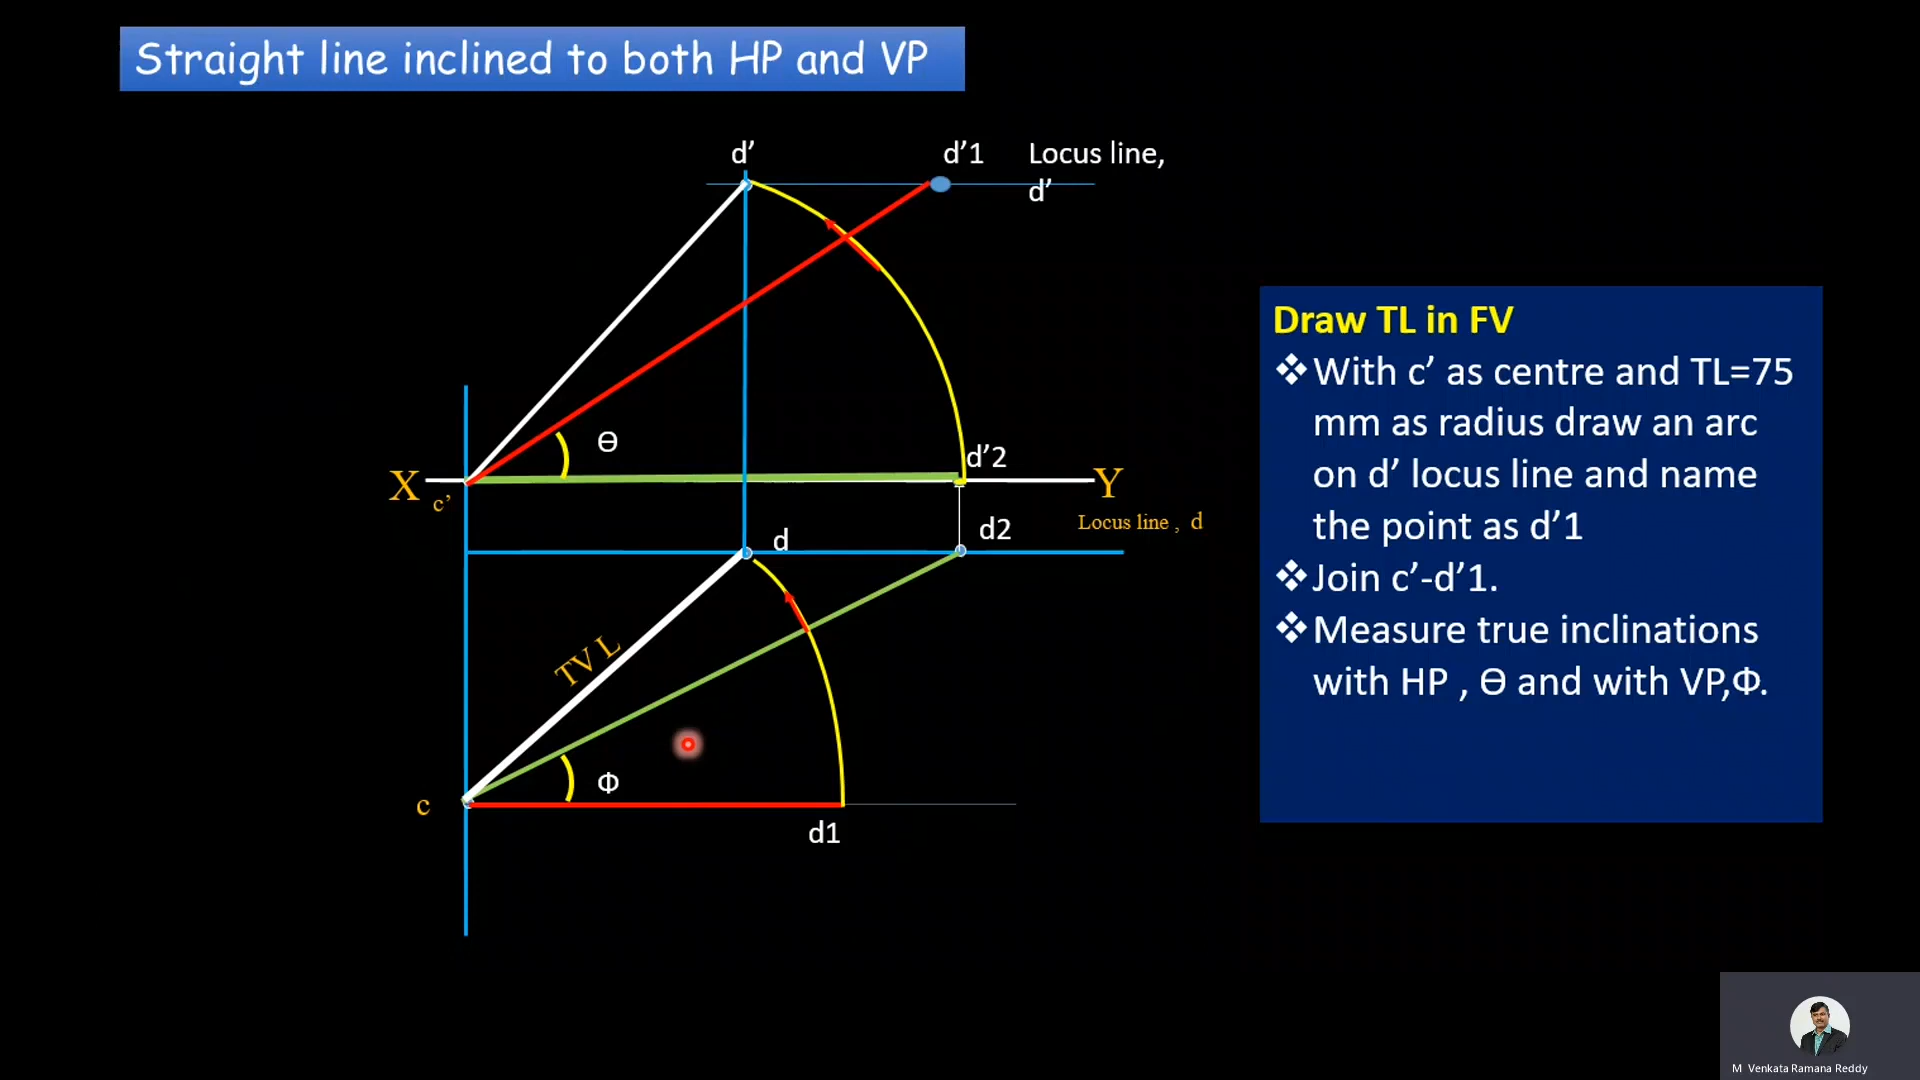 Straight line inclined to both HP and VP
d’
d’1
Locus line,
d’
Ɵ
X
c’
d’2
Y
Locus line , d
d
d2
TV L
Φ
c
d1
Draw TL in FV
❖With c’ as centre and TL=75
mm as radius draw an arc
on d’ locus line and name
the point as d’1
❖Join c’-d’1.
❖Measure true inclinations
with HP , Ɵ and with VP,Φ.
M Venkata Ramana Reddy